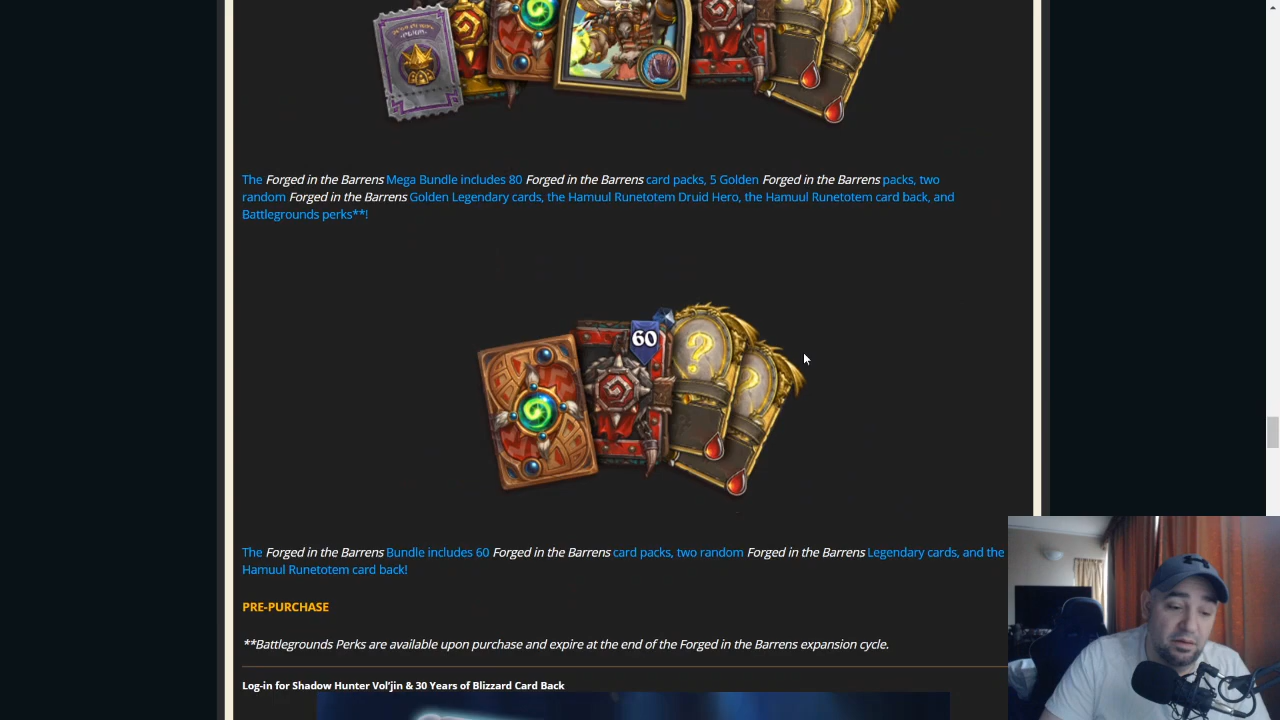 The Forged in the Barrens Mega Bundle includes 80 Forged in the Barrens card packs, 5 Golden Forged in the Barrens packs, two
random Forged in the Barrens Golden Legendary cards, the Hamuul Runetotem Druid Hero, the Hamuul Runetotem card back, and
Battlegrounds perks**!
60
The Forged in the Barrens Bundle includes 60 Forged in the Barrens card packs, two random Forged in the Barrens Legendary cards, and the
Hamuul Runetotem card back!
PRE-PURCHASE
**Battlegrounds Perks are available upon purchase and expire at the end of the Forged in the Barrens expansion cycle.
Log-in for Shadow Hunter Vol'jin & 30 Years of Blizzard Card Back